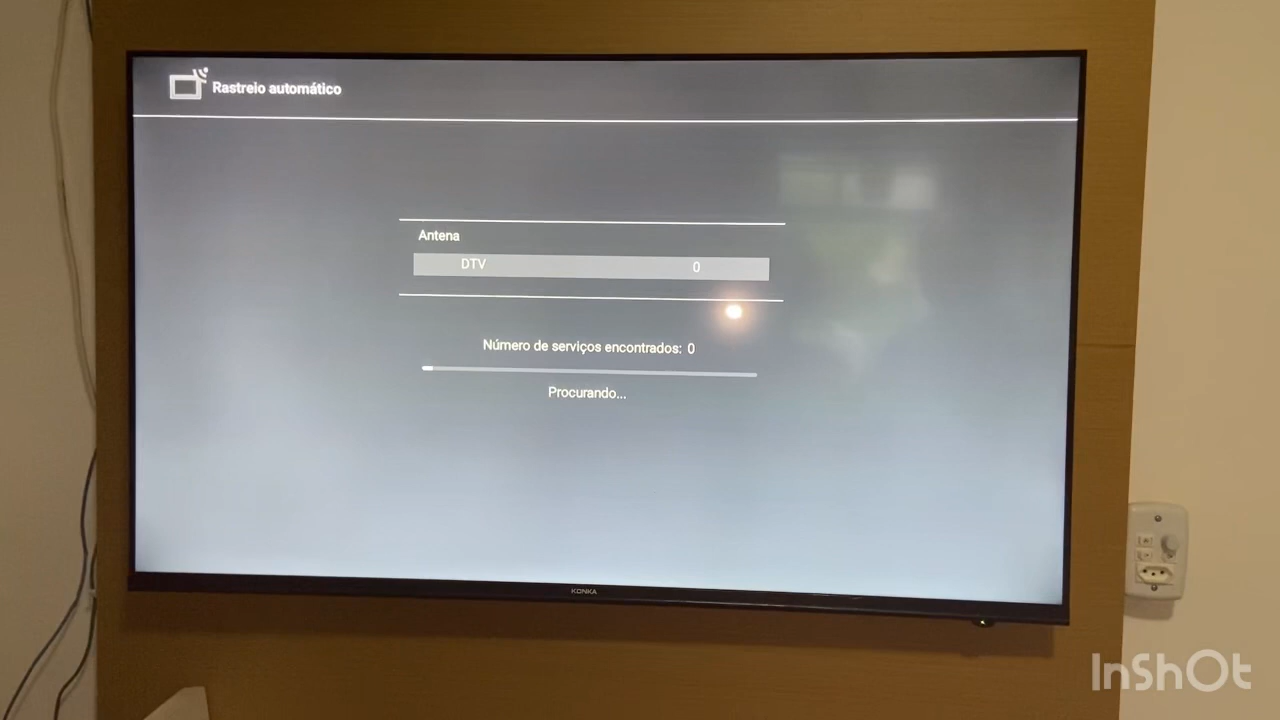 Rastreio automático
Antena
DTV 0
Número de serviços encontrados: 0
Procurando...
KONKA
InShOt